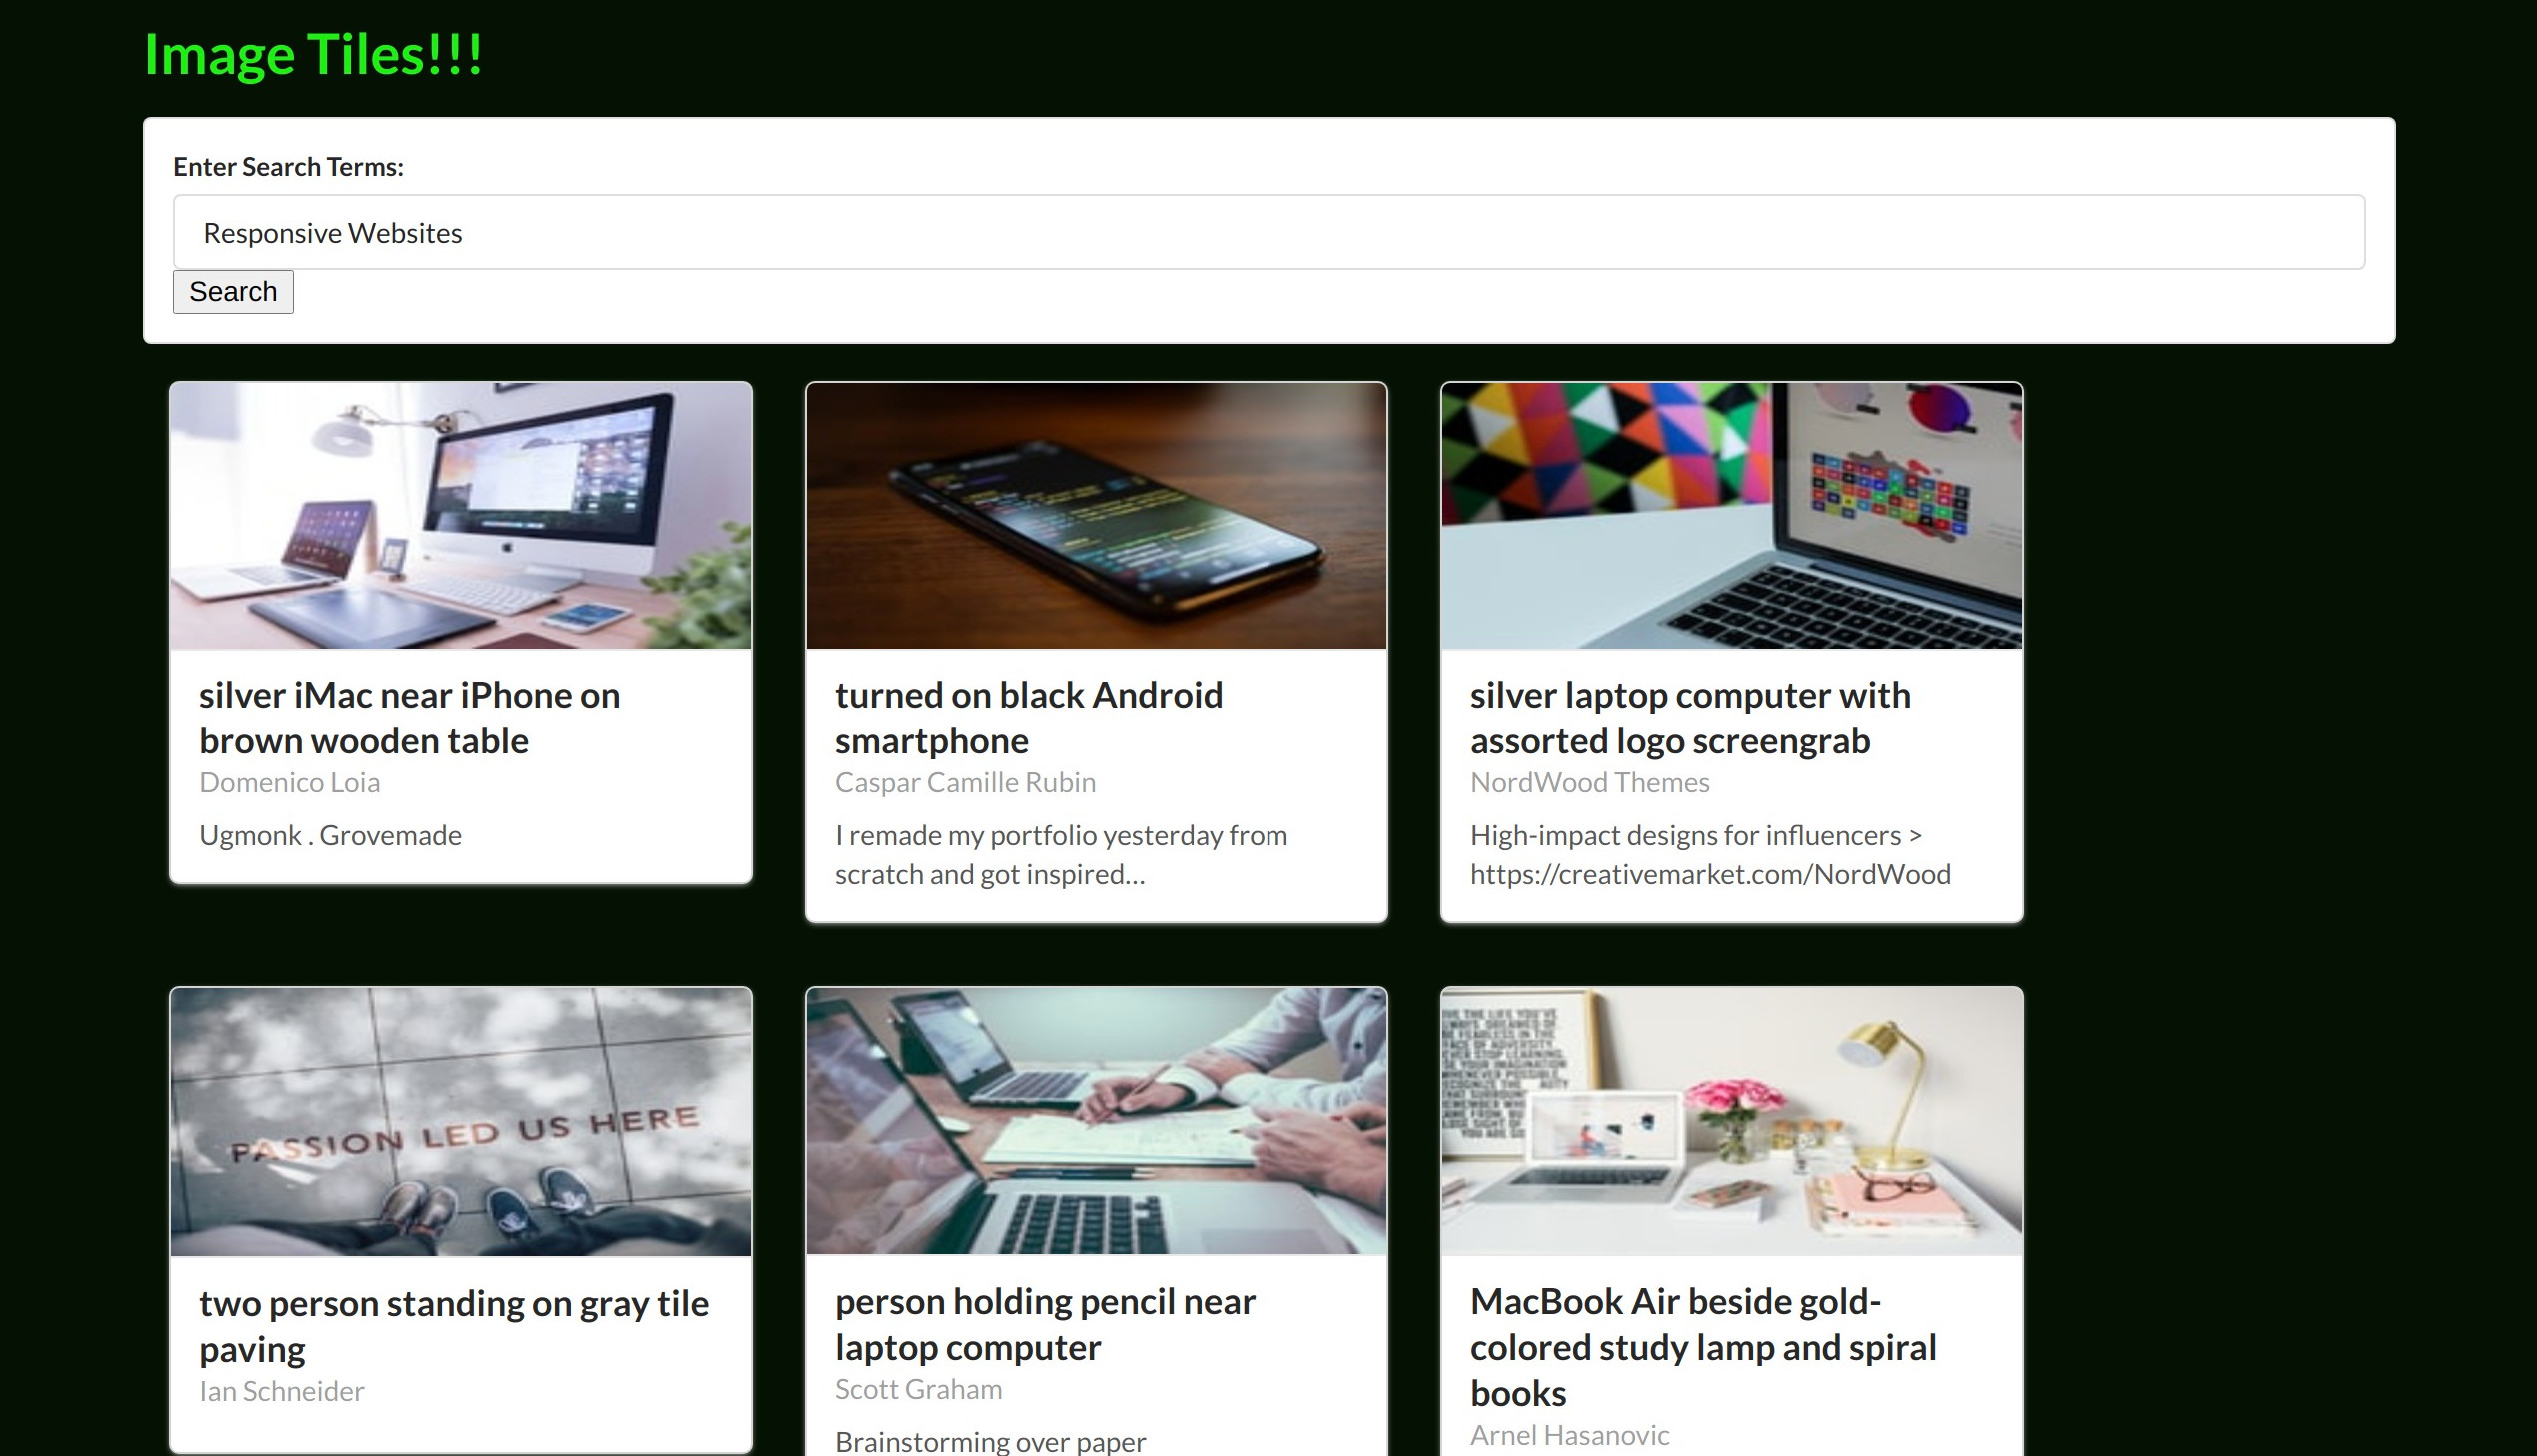 Image Tiles!!!
Enter Search Terms:
Responsive Websites
Search
silver iMac near iPhone on
brown wooden table
Domenico Loia
Ugmonk . Grovemade
turned on black Android
smartphone
Caspar Camille Rubin
I remade my portfolio yesterday from
scratch and got inspired...
silver laptop computer with
assorted logo screengrab
NordWood Themes
High-impact designs for influencers >
https://creativemarket.com/NordWood
PASSION LED US HERE
two person standing on gray tile
paving
Ian Schneider
person holding pencil near
laptop computer
Scott Graham
Brainstorming over paper
MacBook Air beside gold-
colored study lamp and spiral
books
Arnel Hasanovic